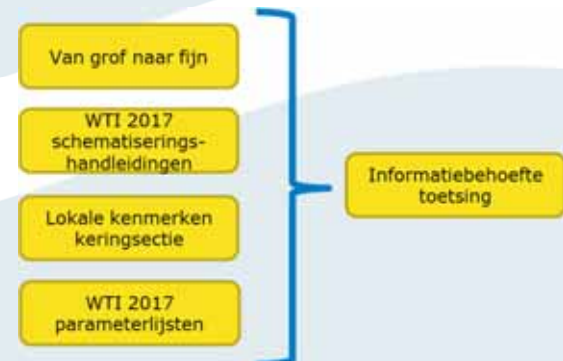 Van grof naar fijn
WTI 2017
schematiserings-
handleidingen
Lokale kenmerken
keringsectie
WTI 2017
parameterlijsten
Informatiebehoefte
toetsing